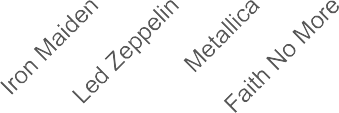 Iron Maiden
Led Zeppelin
Metallica
Faith No More